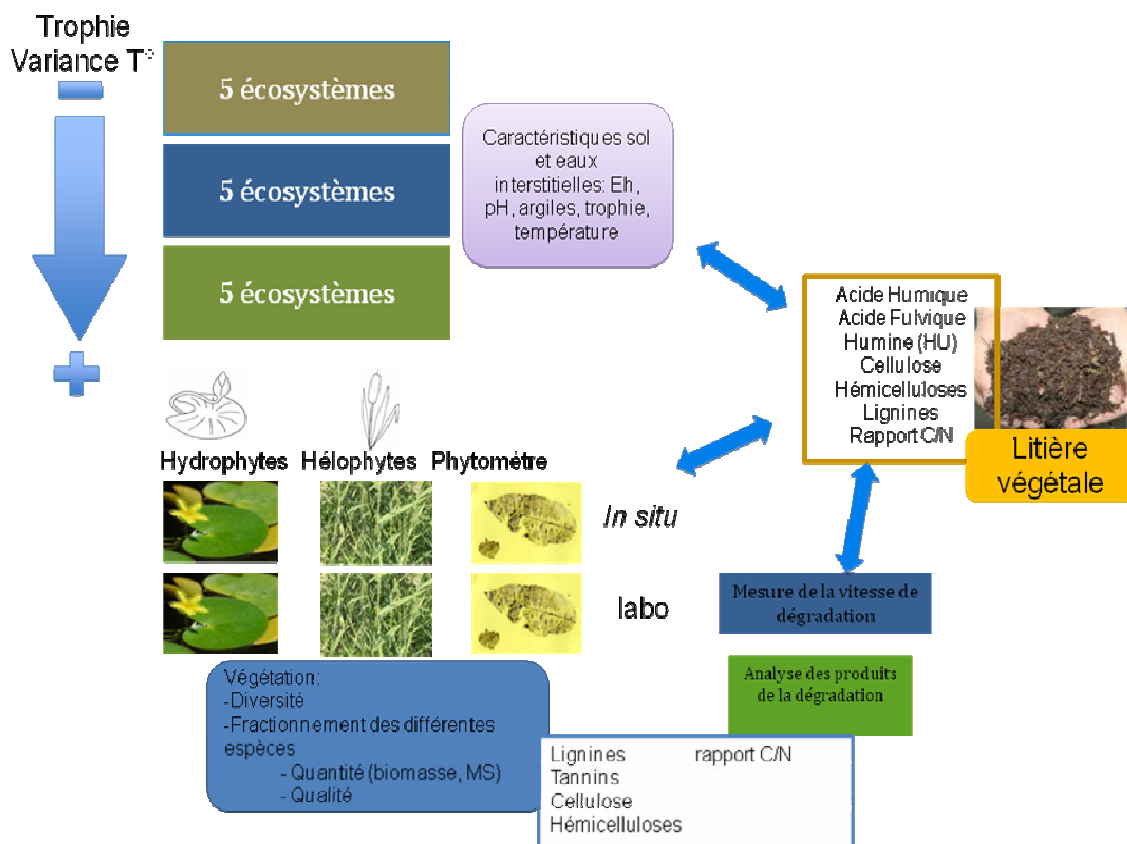 Trophie
Variance T°
5 écosystèmes
5 écosystèmes
5 écosystèmes
Caractéristiques sol
et eaux
interstitielles: Eh,
pH, argiles, trophie,
température
Acide Humique
Acide Fulvique
Humine (HU)
Cellulose
Hémicelluloses
Lignines
Rapport C/N
Litière
végétale
Hydrophytes Hélophytes Phytomètre
In situ
labo
Mesure de la vitesse de
dégradation
Analyse des produits
de la dégradation
Végétation:
-Diversité
-Fractionnement des différentes
espèces
- Quantité (biomasse, MS)
- Qualité
Lignines rapport C/N
Tannins
Cellulose
Hémicelluloses